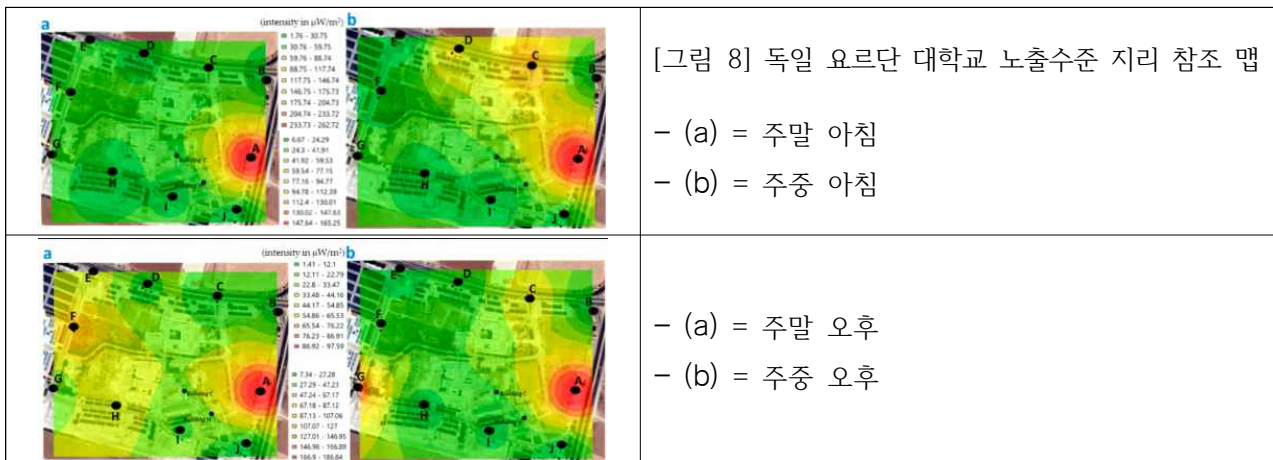 a
(intensity in μW/m²)
b
1.76 - 30.75
30.76 - 59.75
59.76 - 88.74
88.75 - 117.74
117.75 - 146.74
146.75 - 175.73
175.74 - 204.73
204.74 - 233.72
233.73 - 262.72
6.67 - 24.29
24.3 - 41.91
41.92 - 59.53
59.54 - 77.15
77.16 - 94.77
94.78 - 112.39
112.4 - 130.01
130.02 - 147.63
147.64 - 165.25
E D C B
F
G
A
H
Building C
I
J
D C B
E
F
G
A
H
Building C
I
J
[그림 8] 독일 요르단 대학교 노출수준 지리 참조 맵
- (a) = 주말 아침
- (b) = 주중 아침
a
(intensity in μW/m²)
b
1.41 - 12.1
12.11 - 22.79
22.8 - 33.47
33.48 - 44.16
44.17 - 54.85
54.86 - 65.53
65.54 - 76.22
76.23 - 86.91
86.92 - 97.59
7.34 - 27.28
27.29 - 47.23
47.24 - 67.17
67.18 - 87.12
87.13 - 107.06
107.07 - 127
127.01 - 146.95
146.96 - 166.89
166.9 - 186.84
E D C B
F
G
A
H
Building C
I
J
E D C B
F
G
A
H
Building C
I
J
- (a) = 주말 오후
- (b) = 주중 오후